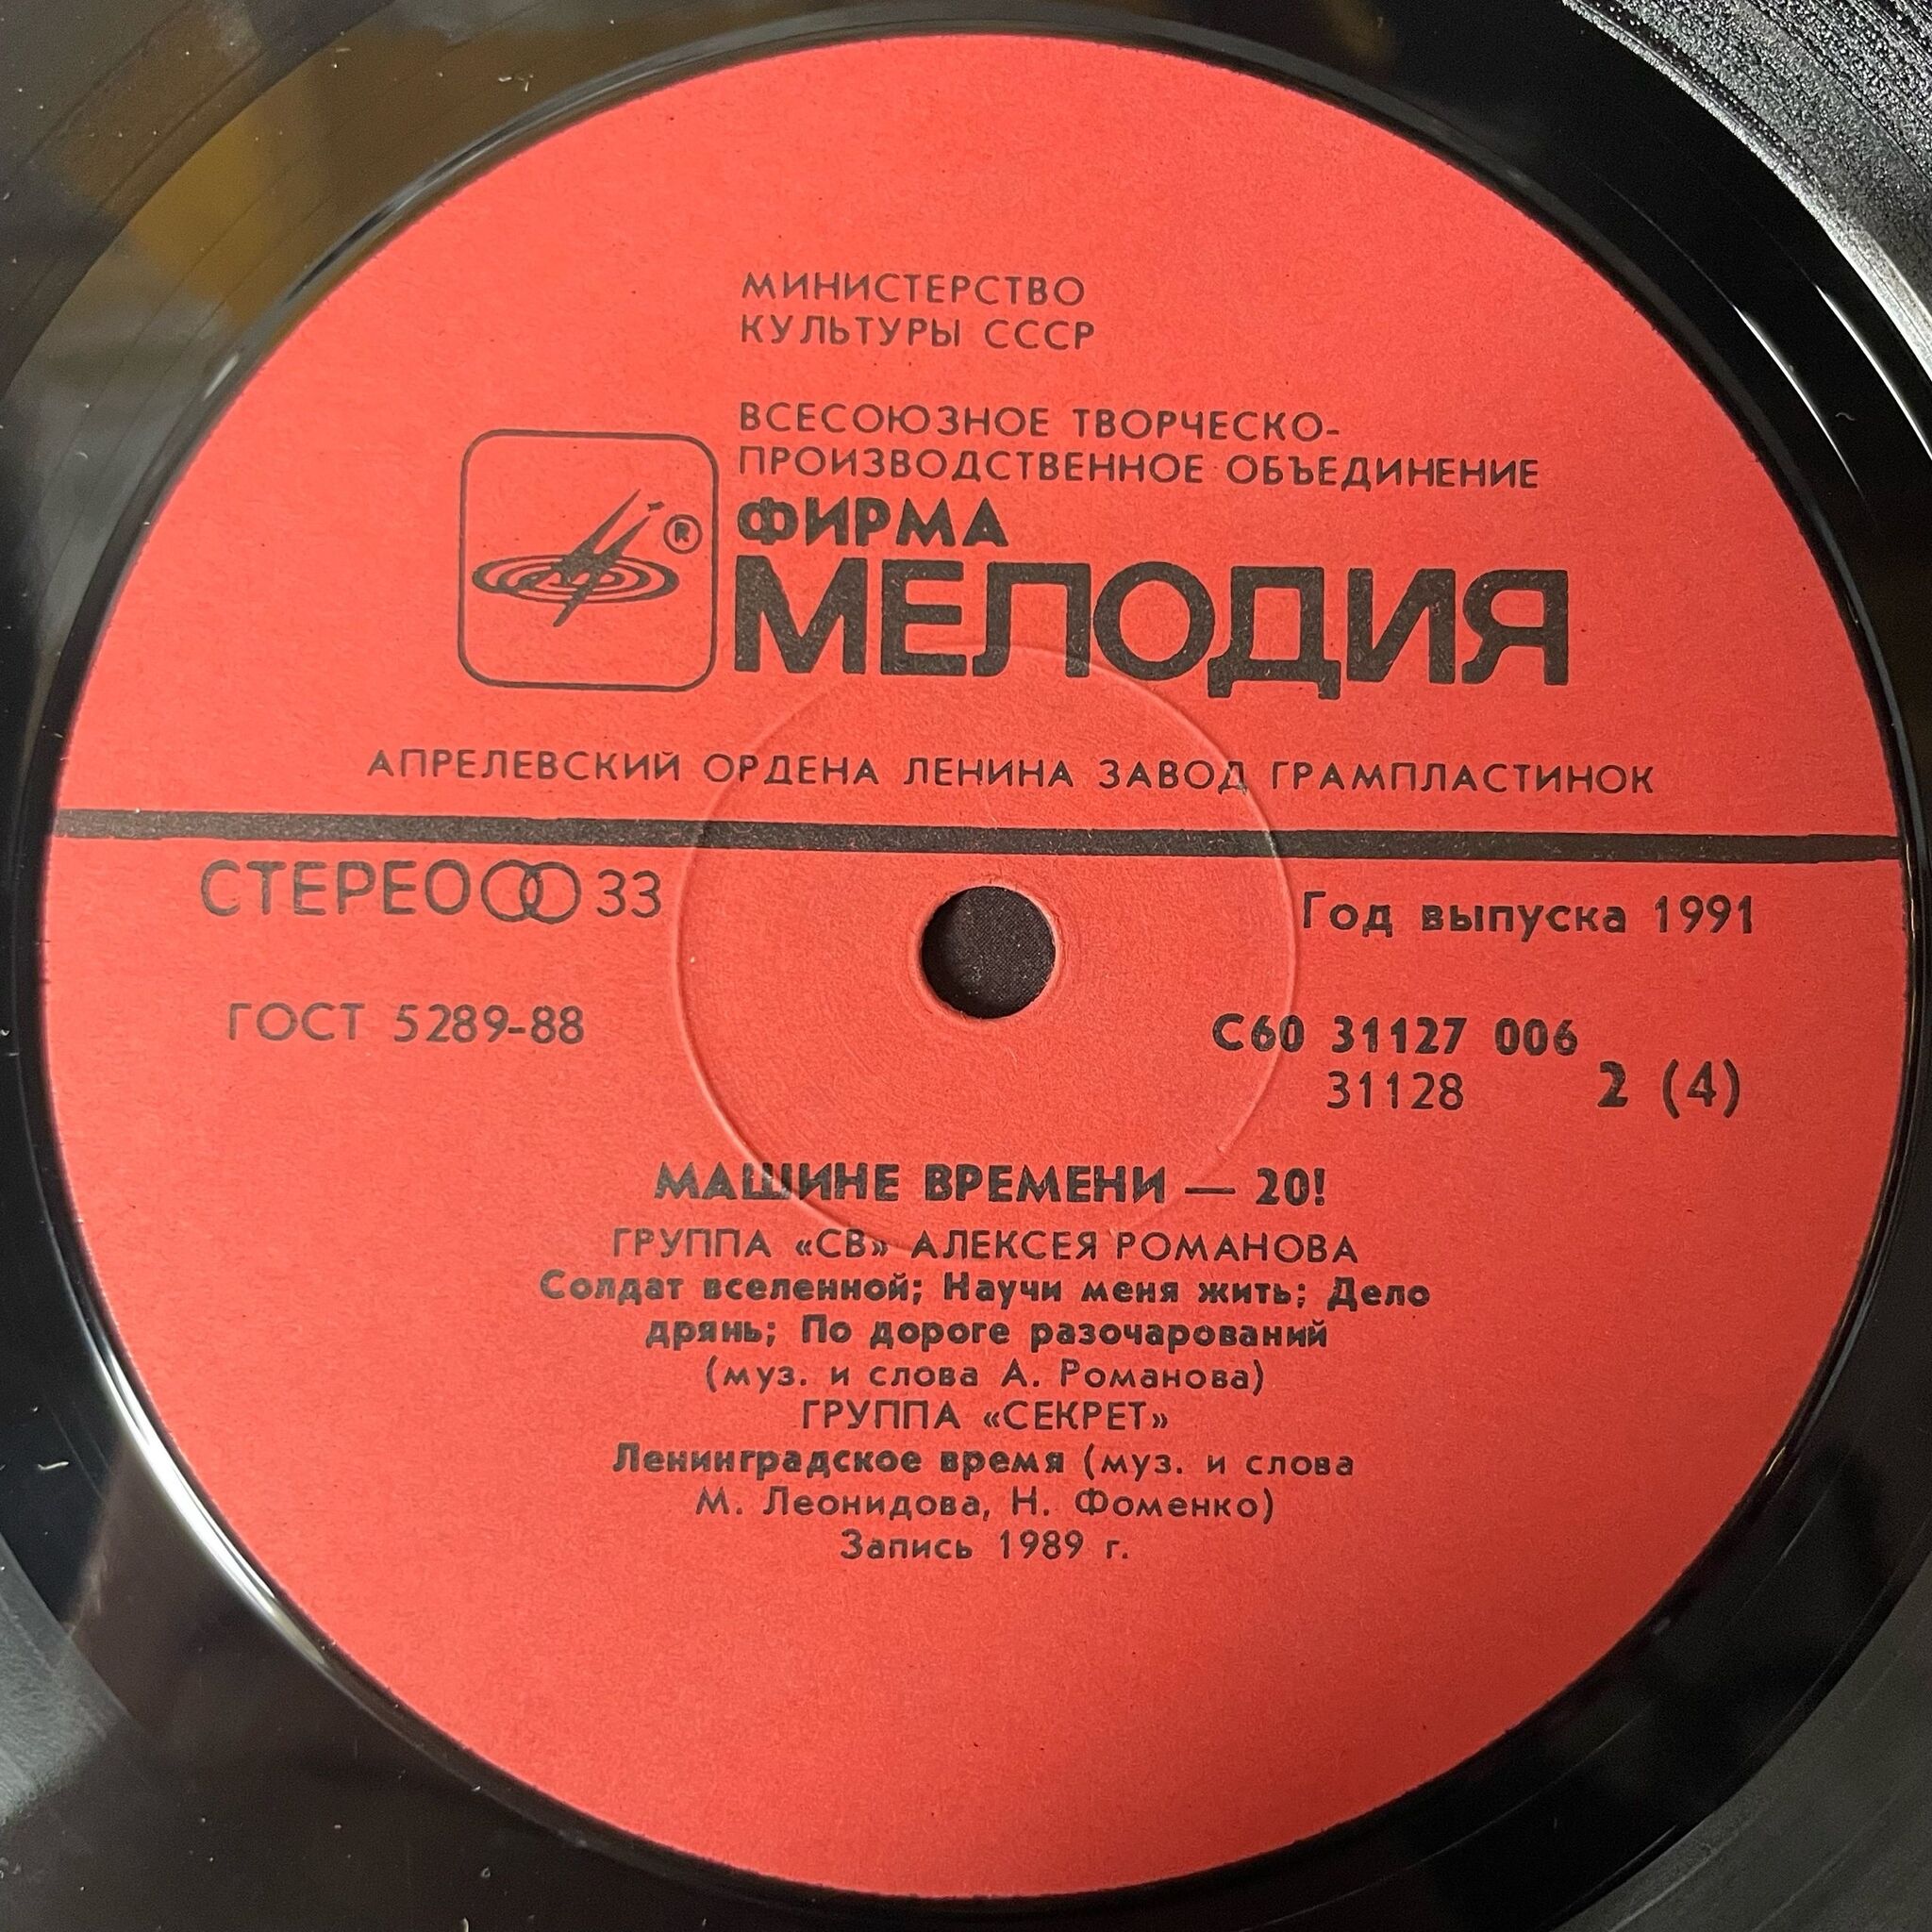 МИНИСТЕРСТВО
КУЛЬТУРЫ СССР
ВСЕСОЮЗНОЕ ТВОРЧЕСКО-
ПРОИЗВОДСТВЕННОЕ ОБЪЕДИНЕНИЕ
ФИРМА
®
МЕЛОДИЯ
АПРЕЛЕВСКИЙ ОРДЕНА ЛЕНИНА ЗАВОД ГРАМПЛАСТИНОК
СТЕРЕО 33
Год выпуска 1991
ГОСТ 5289-88
С60 31127 006
31128 2 (4)
МАШИНЕ ВРЕМЕНИ — 20!
ГРУППА «СВ» АЛЕКСЕЯ РОМАНОВА
Солдат вселенной; Научи меня жить; Дело
дрянь; По дороге разочарований
(муз. и слова А. Романова)
ГРУППА «СЕКРЕТ»
Ленинградское время (муз. и слова
М. Леонидова, Н. Фоменко)
Запись 1989 г.